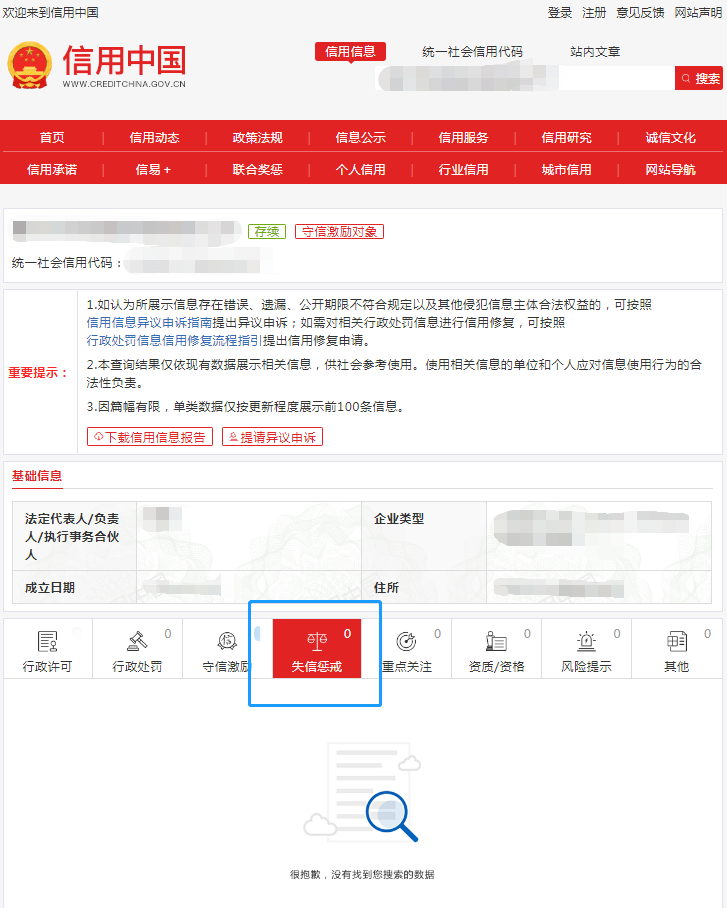 欢迎来到信用中国
登录 注册 意见反馈 网站声明
信用中国
WWW.CREDITCHINA.GOV.CN
信用信息 统一社会信用代码 站内文章
搜索
首页 信用动态 政策法规 信息公示 信用服务 信用研究 诚信文化
信用承诺 信易+ 联合奖惩 个人信用 行业信用 城市信用 网站导航
存续 守信激励对象
统一社会信用代码：
重要提示：
1.如认为所展示信息存在错误、遗漏、公开期限不符合规定以及其他侵犯信息主体合法权益的，可按照
信用信息异议申诉指南提出异议申诉；如需对相关行政处罚信息进行信用修复，可按照
行政处罚信息信用修复流程指引提出信用修复申请。
2.本查询结果仅依现有数据展示相关信息，供社会参考使用。使用相关信息的单位和个人应对信息使用行为的合
法性负责。
3.因篇幅有限，单类数据仅按更新程度展示前100条信息。
下载信用信息报告 提请异议申诉
基础信息
法定代表人/负责
人/执行事务合伙
人
企业类型
成立日期 住所
0 0 0 0 0 0
行政许可 行政处罚 守信激励 失信惩戒 重点关注 资质/资格 风险提示 其他
很抱歉，没有找到您搜索的数据